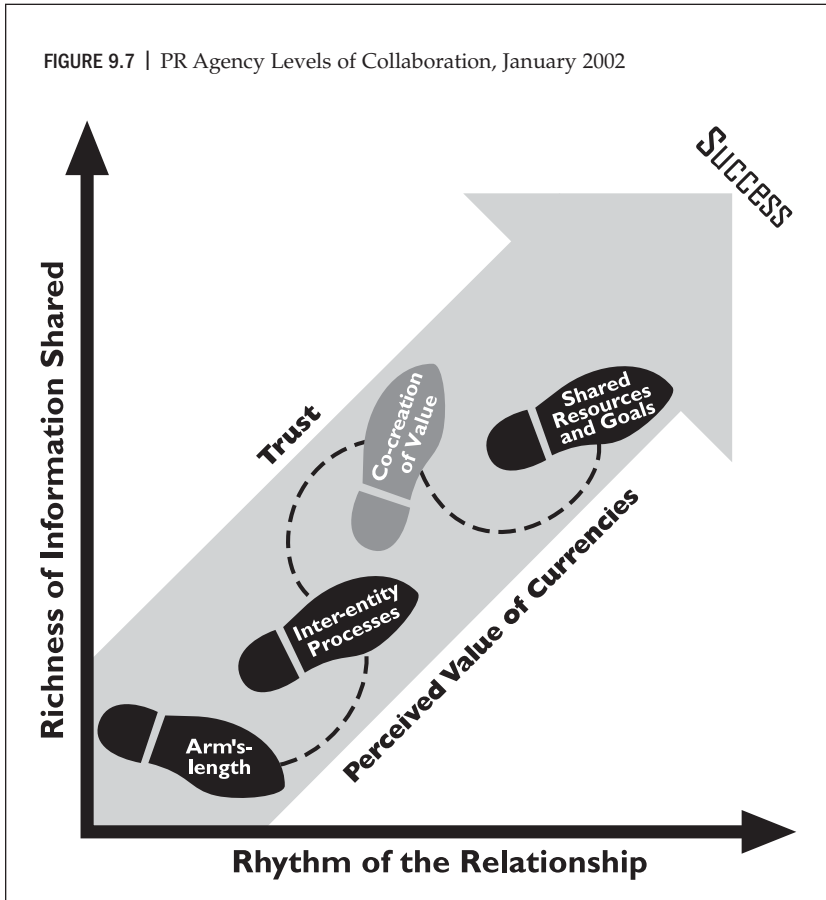 FIGURE 9.7 | PR Agency Levels of Collaboration, January 2002
Success
Richness of Information Shared
Trust
Co-creation
of Value
Shared
Resources
and Goals
Inter-entity
Processes
Perceived Value of Currencies
Arm's-
length
Rhythm of the Relationship